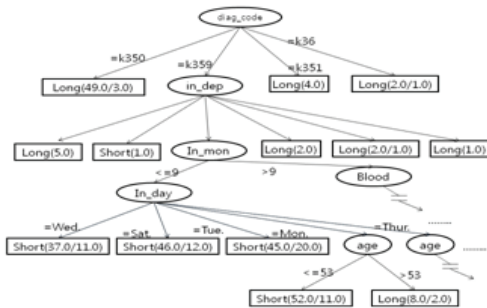 diag_code
=k350
=k359
=k351
=k36
Long(49.0/3.0)
in_dep
Long(4.0)
Long(2.0/1.0)
Long(5.0)
Short(1.0)
In_mon
Long(2.0)
Long(2.0/1.0)
Long(1.0)
<=9
>9
In_day
Blood
=Wed.
=Sat.
=Tue.
=Mon.
=Thur.
........
Short(37.0/11.0)
Short(46.0/12.0)
Short(45.0/20.0)
age
age
........
<=53
>53
Short(52.0/11.0)
Long(8.0/2.0)